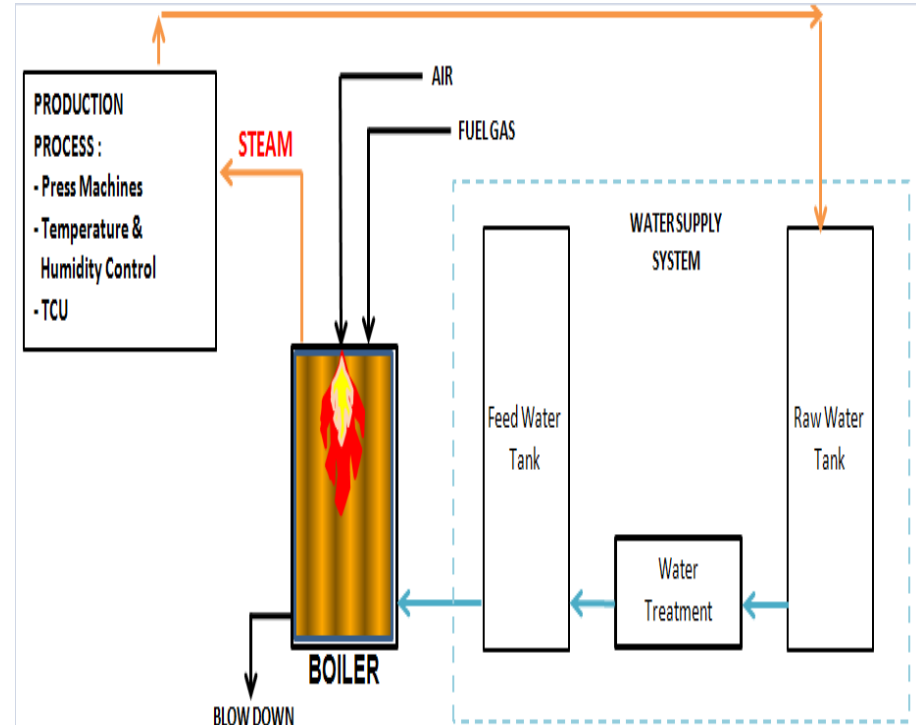 PRODUCTION
PROCESS :
- Press Machines
- Temperature &
Humidity Control
- TCU
STEAM
AIR
FUEL GAS
WATER SUPPLY
SYSTEM
Feed Water
Tank
Raw Water
Tank
Water
Treatment
BOILER
BLOW DOWN